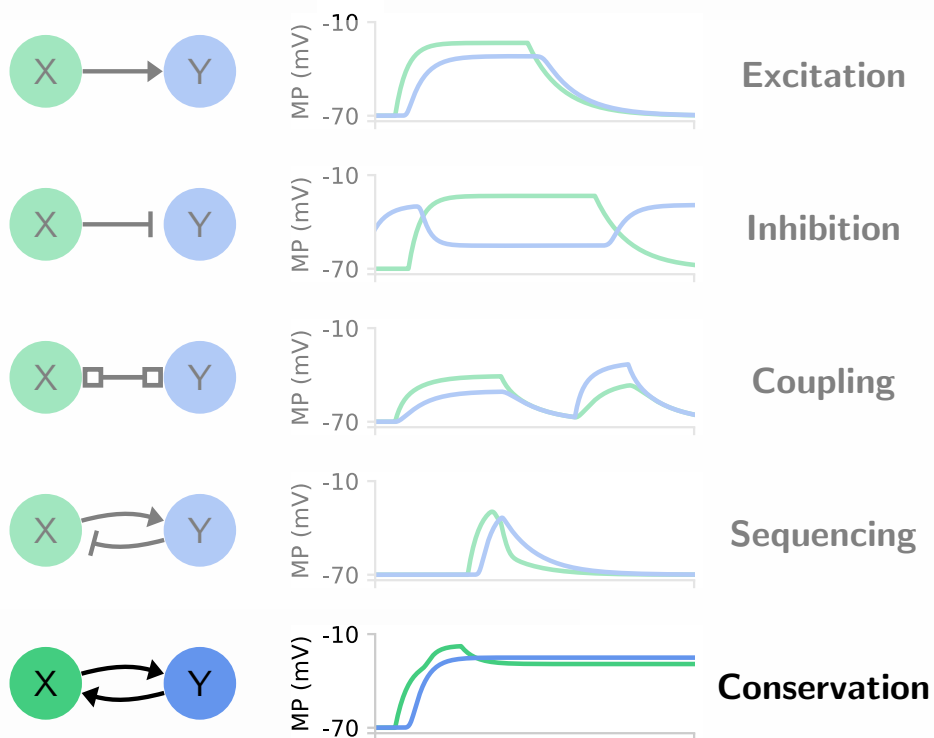 X Y MP (mV) -10 -70 Excitation
X Y MP (mV) -10 -70 Inhibition
X Y MP (mV) -10 -70 Coupling
X Y MP (mV) -10 -70 Sequencing
X Y MP (mV) -10 -70 Conservation